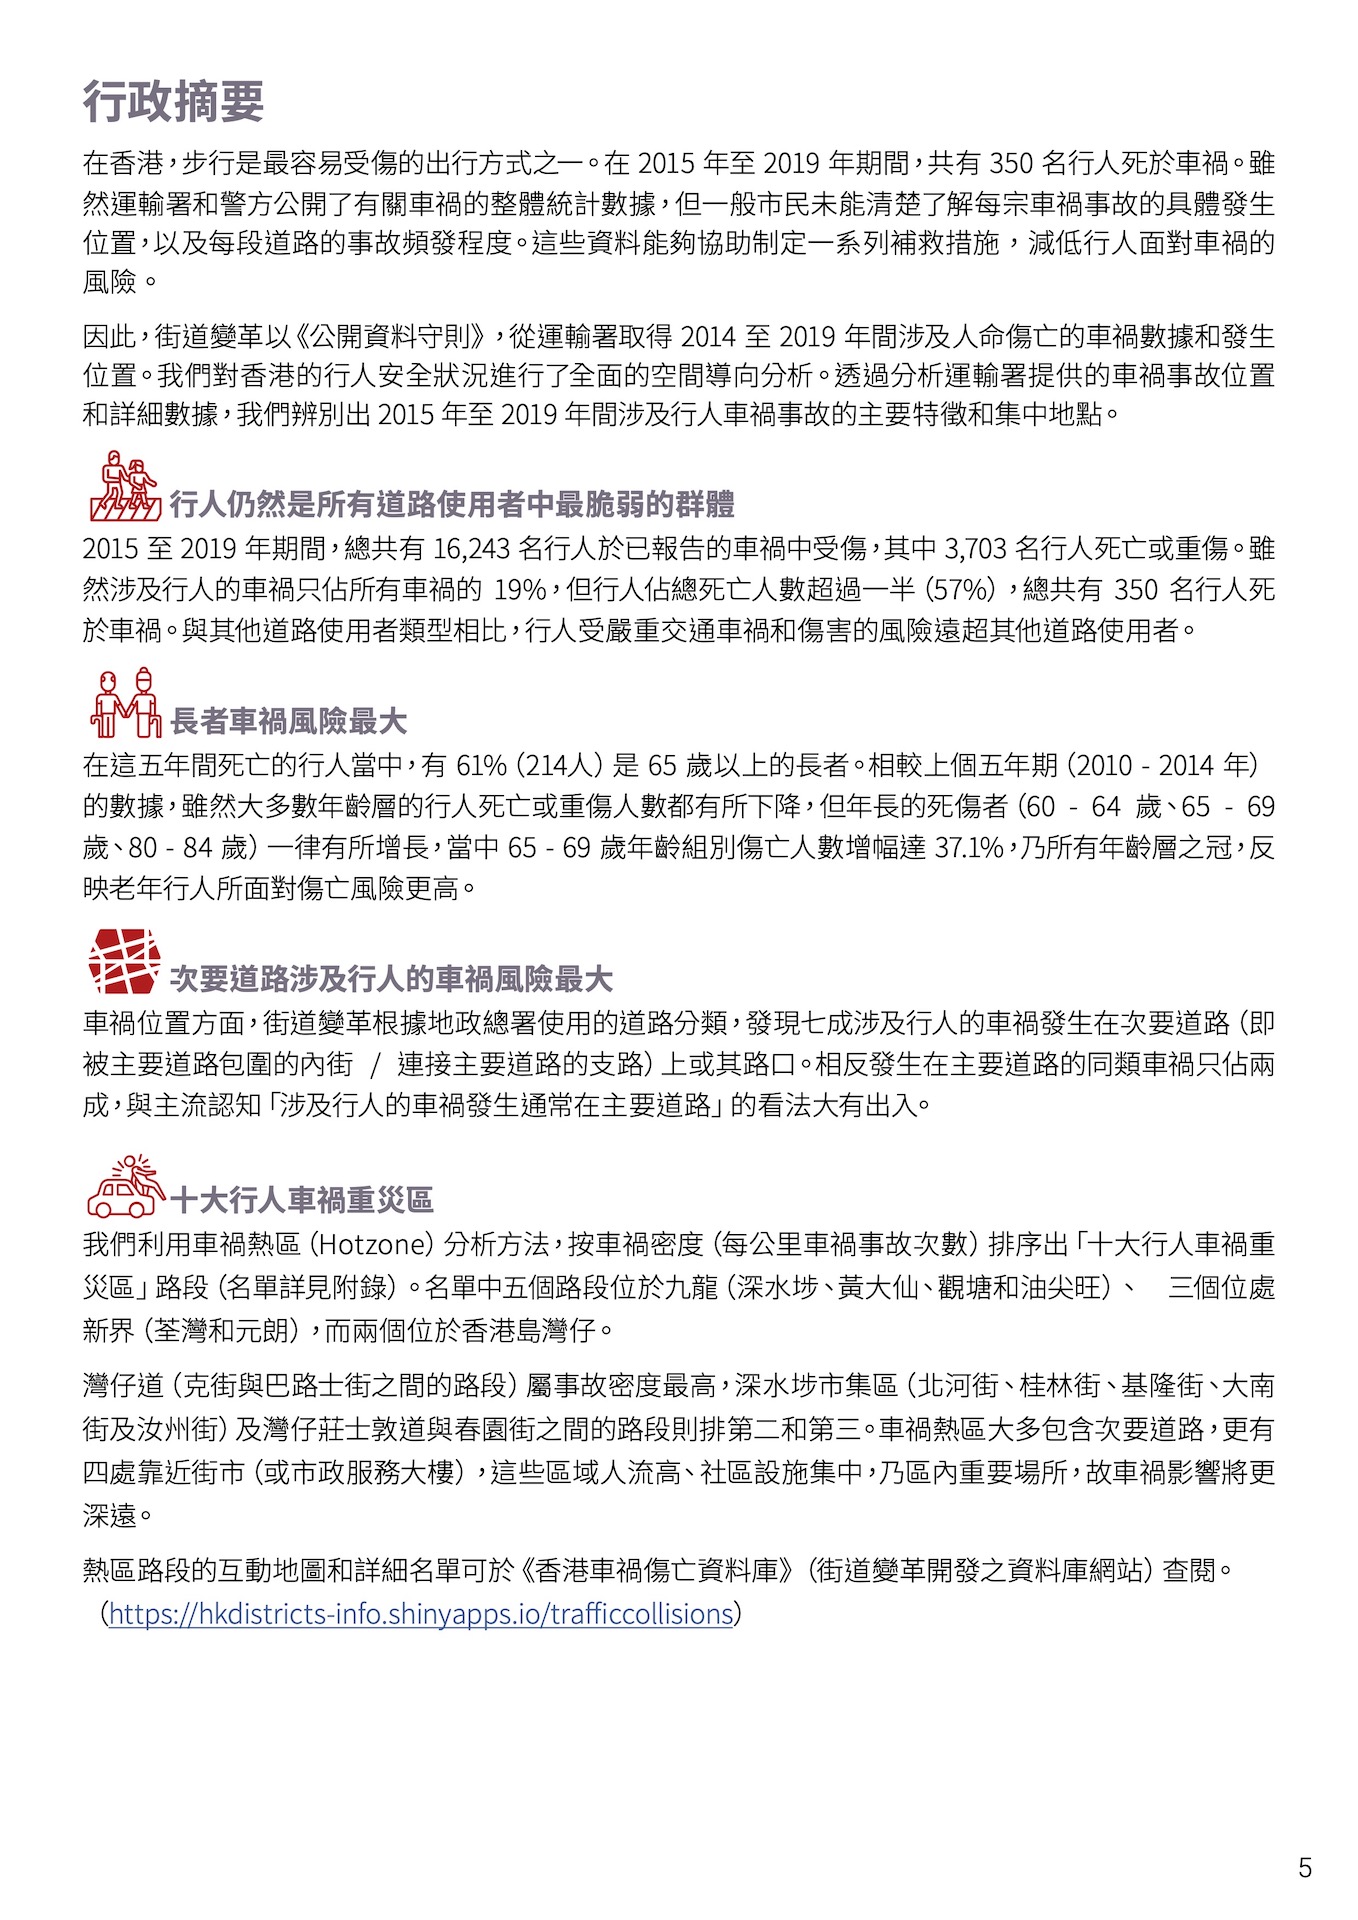 行政摘要
在香港，步行是最容易受傷的出行方式之一。在 2015 年至 2019 年期間，共有 350 名行人死於車禍。雖
然運輸署和警方公開了有關車禍的整體統計數據，但一般市民未能清楚了解每宗車禍事故的具體發生
位置，以及每段道路的事故頻發程度。這些資料能夠協助制定一系列補救措施，減低行人面對車禍的
風險。
因此，街道變革以《公開資料守則》，從運輸署取得 2014 至 2019 年間涉及人命傷亡的車禍數據和發生
位置。我們對香港的行人安全狀況進行了全面的空間導向分析。透過分析運輸署提供的車禍事故位置
和詳細數據，我們辨別出 2015 年至 2019 年間涉及行人車禍事故的主要特徵和集中地點。
行人仍然是所有道路使用者中最脆弱的群體
2015 至 2019 年期間，總共有 16,243 名行人於已報告的車禍中受傷，其中 3,703 名行人死亡或重傷。雖
然涉及行人的車禍只佔所有車禍的 19%，但行人佔總死亡人數超過一半（57%），總共有 350 名行人死
於車禍。與其他道路使用者類型相比，行人受嚴重交通車禍和傷害的風險遠超其他道路使用者。
長者車禍風險最大
在這五年間死亡的行人當中，有 61%（214人）是 65 歲以上的長者。相較上個五年期（2010 - 2014 年）
的數據，雖然大多數年齡層的行人死亡或重傷人數都有所下降，但年長的死傷者（60 - 64 歲、65 - 69
歲、80 - 84 歲）一律有所增長，當中 65 - 69 歲年齡組別傷亡人數增幅達 37.1%，乃所有年齡層之冠，反
映老年行人所面對傷亡風險更高。
次要道路涉及行人的車禍風險最大
車禍位置方面，街道變革根據地政總署使用的道路分類，發現七成涉及行人的車禍發生在次要道路（即
被主要道路包圍的內街 / 連接主要道路的支路）上或其路口。相反發生在主要道路的同類車禍只佔兩
成，與主流認知「涉及行人的車禍發生通常在主要道路」的看法大有出入。
十大行人車禍重災區
我們利用車禍熱區（Hotzone）分析方法，按車禍密度（每公里車禍事故次數）排序出「十大行人車禍重
災區」路段（名單詳見附錄）。名單中五個路段位於九龍（深水埗、黃大仙、觀塘和油尖旺）、 三個位處
新界（荃灣和元朗），而兩個位於香港島灣仔。
灣仔道（克街與巴路士街之間的路段）屬事故密度最高，深水埗市集區（北河街、桂林街、基隆街、大南
街及汝州街）及灣仔莊士敦道與春園街之間的路段則排第二和第三。車禍熱區大多包含次要道路，更有
四處靠近街市（或市政服務大樓），這些區域人流高、社區設施集中，乃區內重要場所，故車禍影響將更
深遠。
熱區路段的互動地圖和詳細名單可於《香港車禍傷亡資料庫》（街道變革開發之資料庫網站）查閱。
（https://hkdistricts-info.shinyapps.io/trafficcollisions）
5